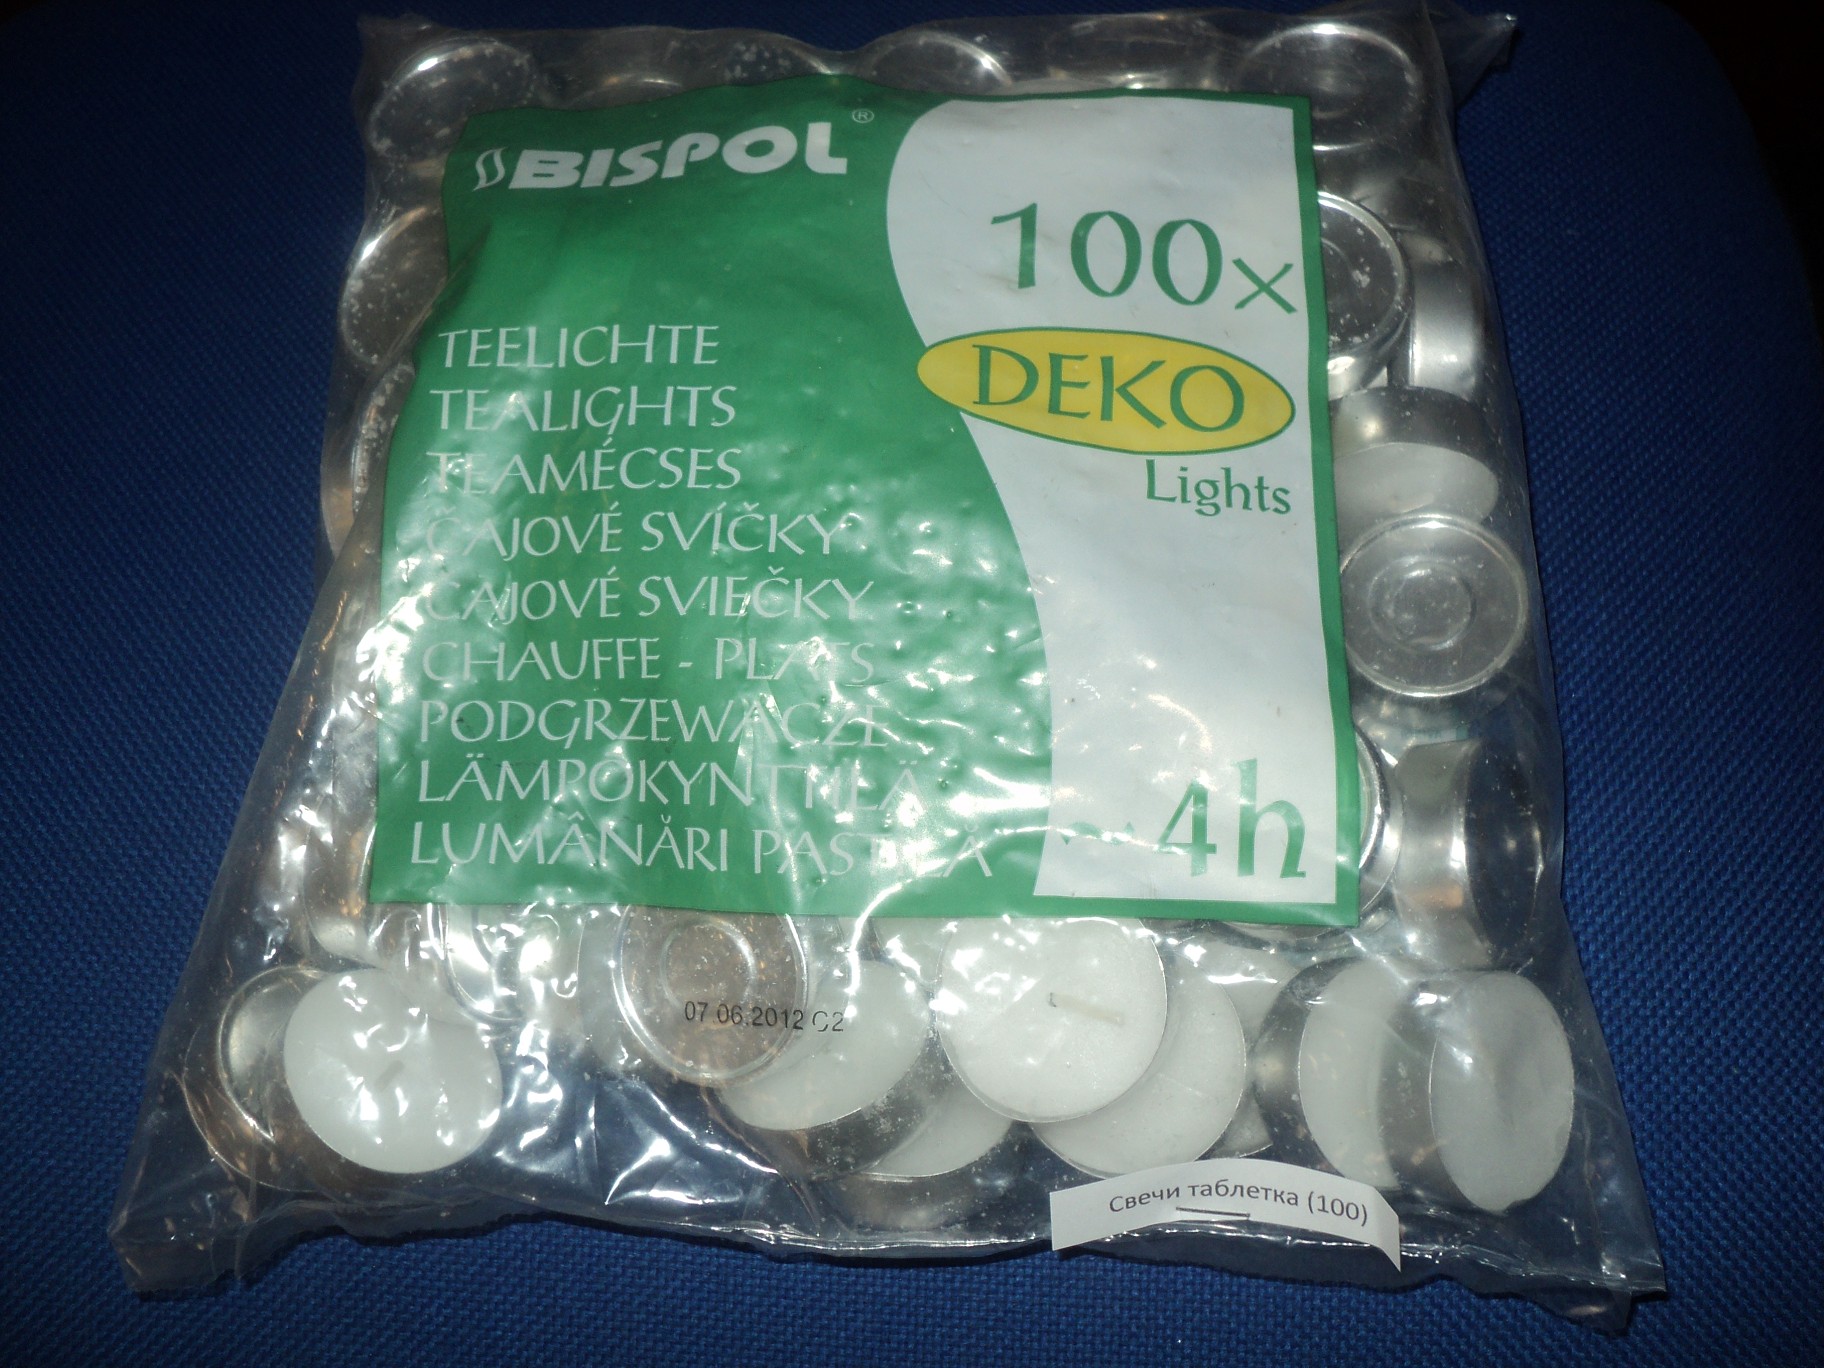 BISPOL®
100x
DEKO
Lights
TEELICHTE
TEALIGHTS
TEAMÉCSES
ČAJOVÉ SVÍČKY
ČAJOVÉ SVIEČKY
CHAUFFE - PLATS
PODGRZEWACZE
LÄMPÖKYNTTILÄ
LUMÂNĂRI PASTILĂ
~ 4h
07.06.2012 C2
Свечи таблетка (100)